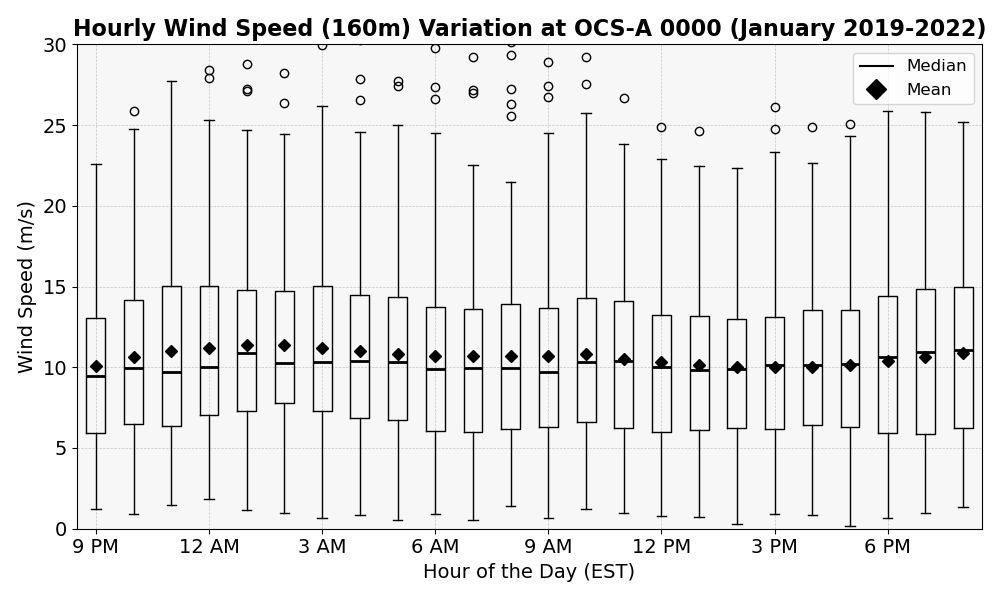 Hourly Wind Speed (160m) Variation at OCS-A 0000 (January 2019-2022)
Median
Mean
Wind Speed (m/s)
30
25
20
15
10
5
0
9 PM 12 AM 3 AM 6 AM 9 AM 12 PM 3 PM 6 PM
Hour of the Day (EST)